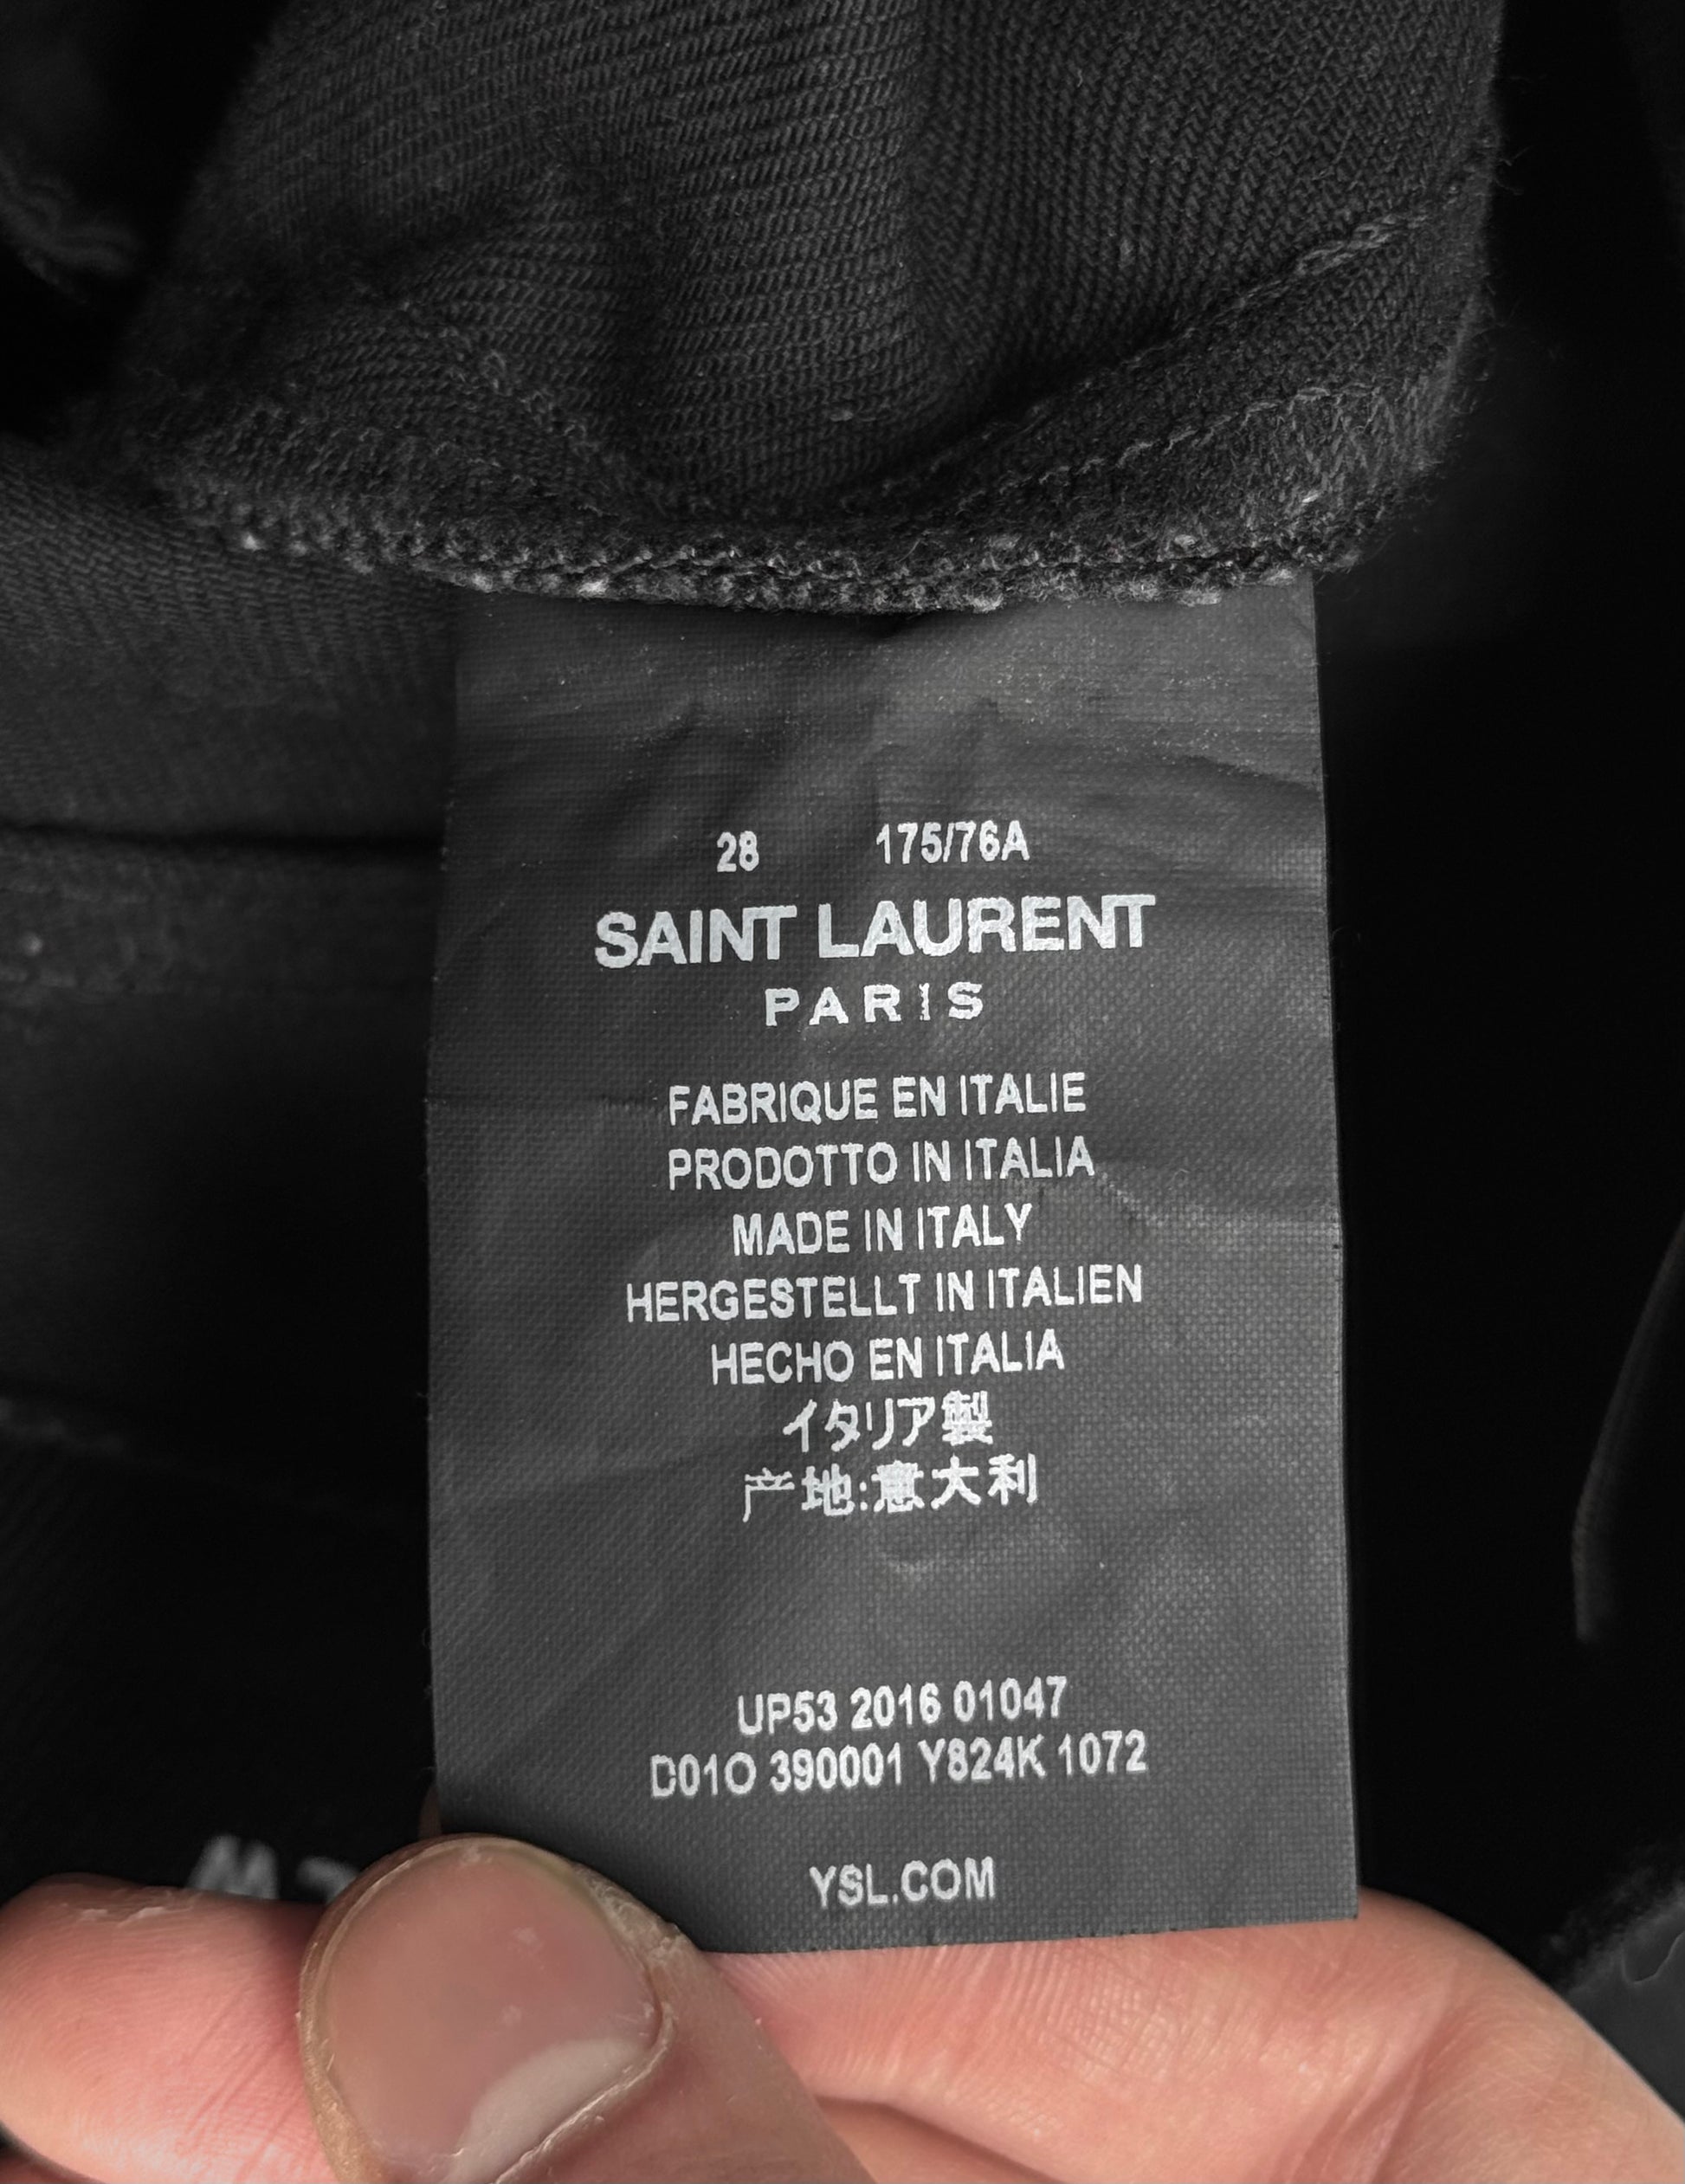 28 175/76A
SAINT LAURENT
PARIS
FABRIQUE EN ITALIE
PRODOTTO IN ITALIA
MADE IN ITALY
HERGESTELLT IN ITALIEN
HECHO EN ITALIA
イタリア製
产地:意大利
UP53 2016 01047
D01O 390001 Y824K 1072
YSL.COM